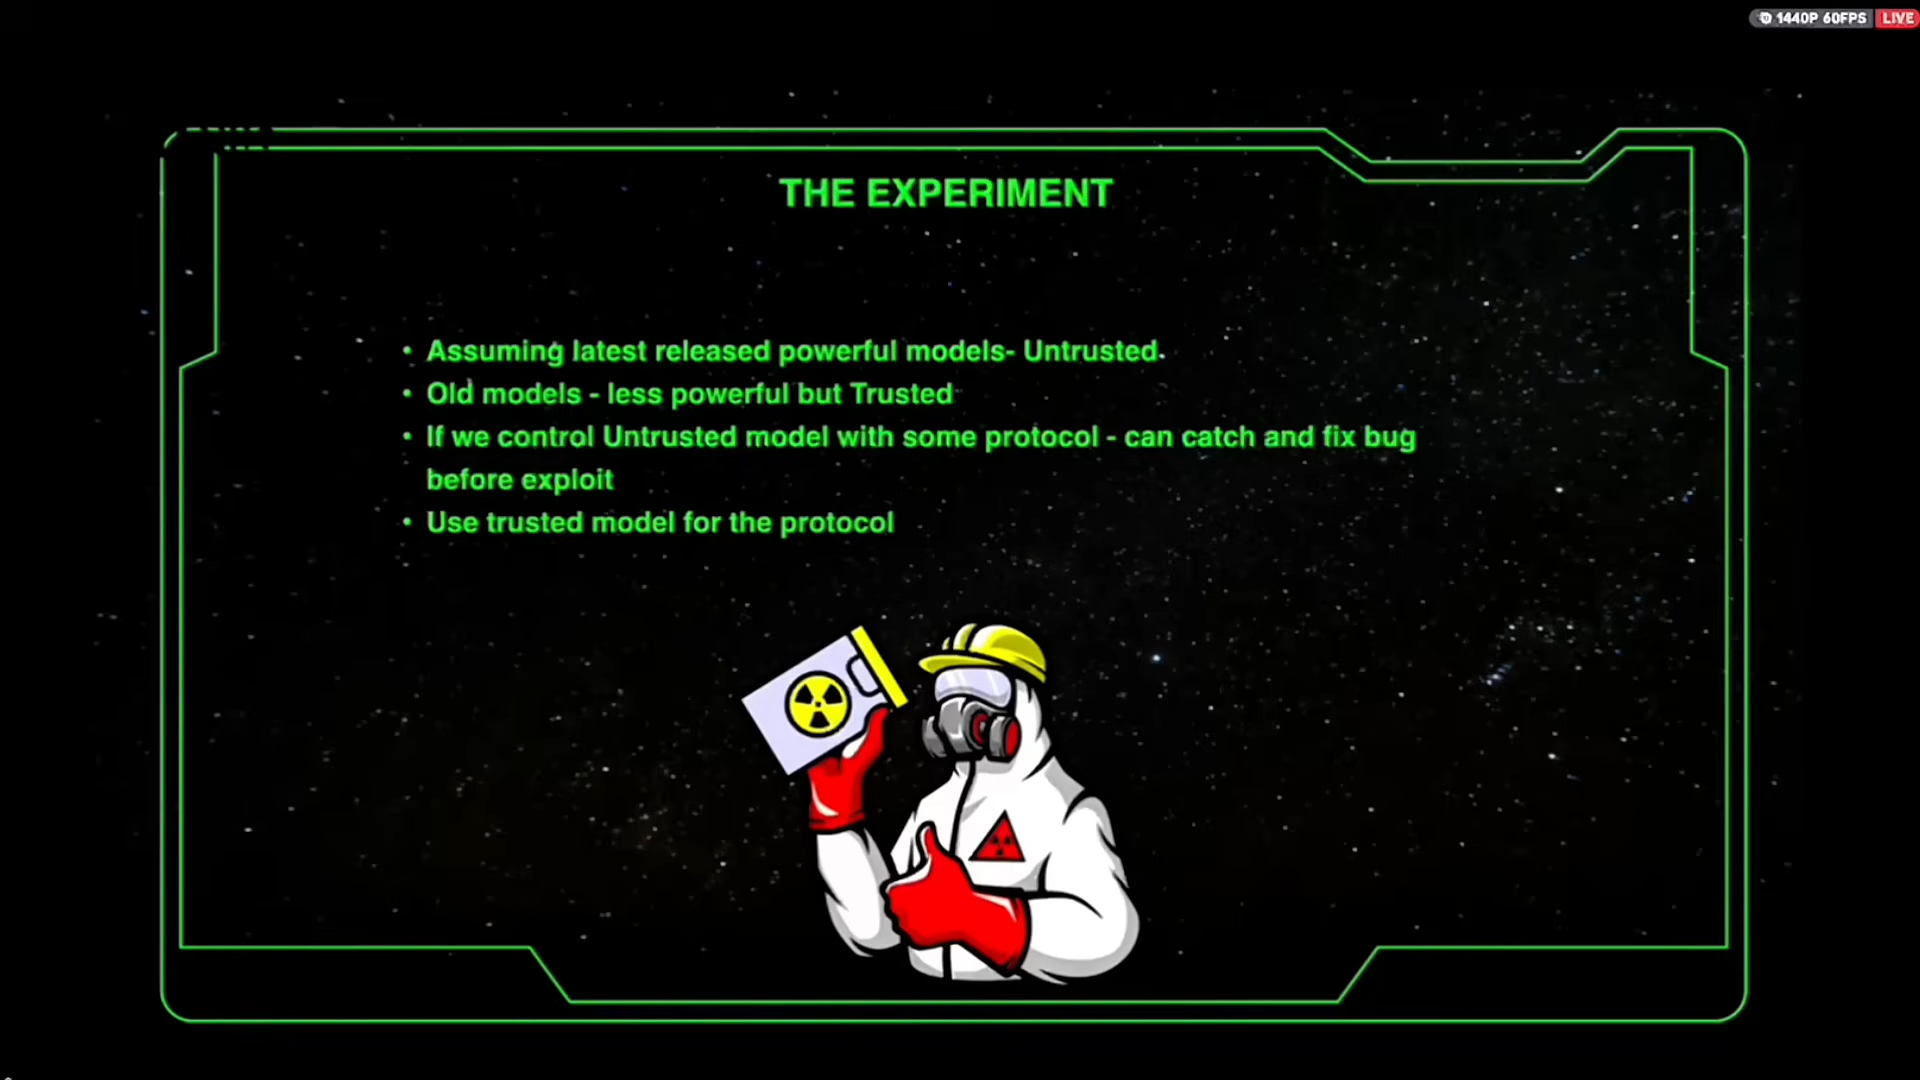 1440P 60FPS LIVE
THE EXPERIMENT
• Assuming latest released powerful models- Untrusted.
• Old models - less powerful but Trusted
• If we control Untrusted model with some protocol - can catch and fix bug
before exploit
• Use trusted model for the protocol